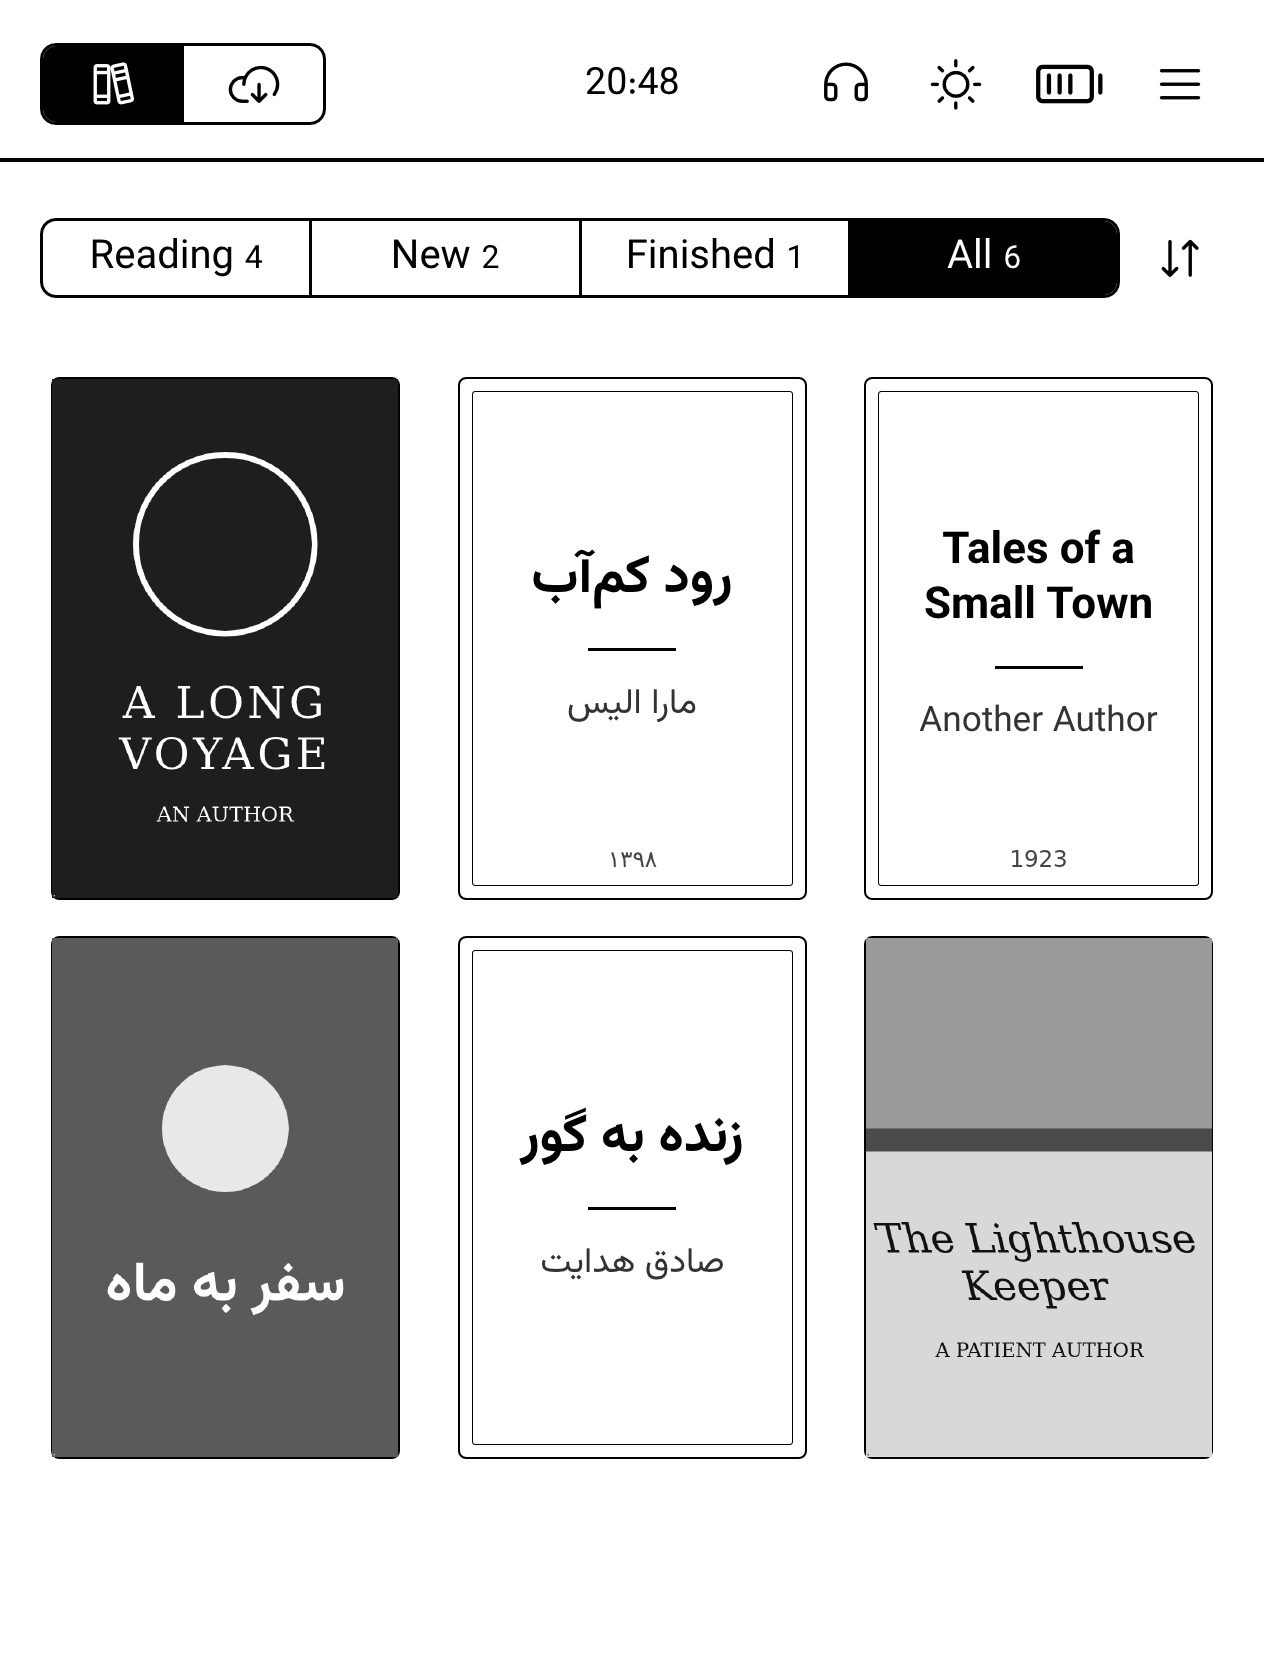 20:48
Reading 4
New 2
Finished 1
All 6
A LONG
VOYAGE
AN AUTHOR
رود کم‌آب
مارا الیس
۱۳۹۸
Tales of a
Small Town
Another Author
1923
سفر به ماه
زنده به گور
صادق هدایت
The Lighthouse
Keeper
A PATIENT AUTHOR